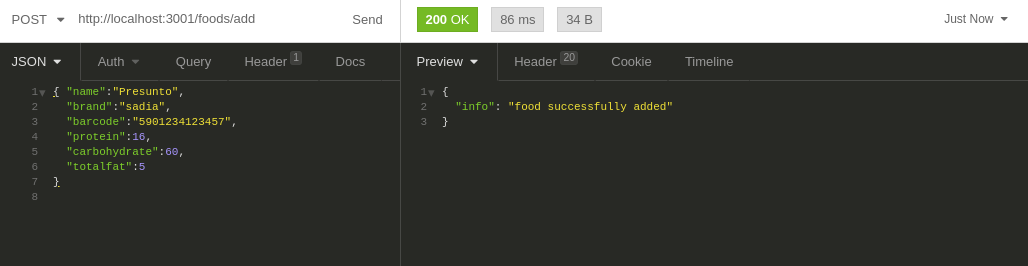 POST http://localhost:3001/foods/add Send 200 OK 86 ms 34 B Just Now
JSON Auth Query Header 1 Docs Preview Header 20 Cookie Timeline
1 { "name":"Presunto",
2 "brand":"sadia",
3 "barcode":"5901234123457",
4 "protein":16,
5 "carbohydrate":60,
6 "totalfat":5
7 }
8
1 {
2 "info": "food successfully added"
3 }